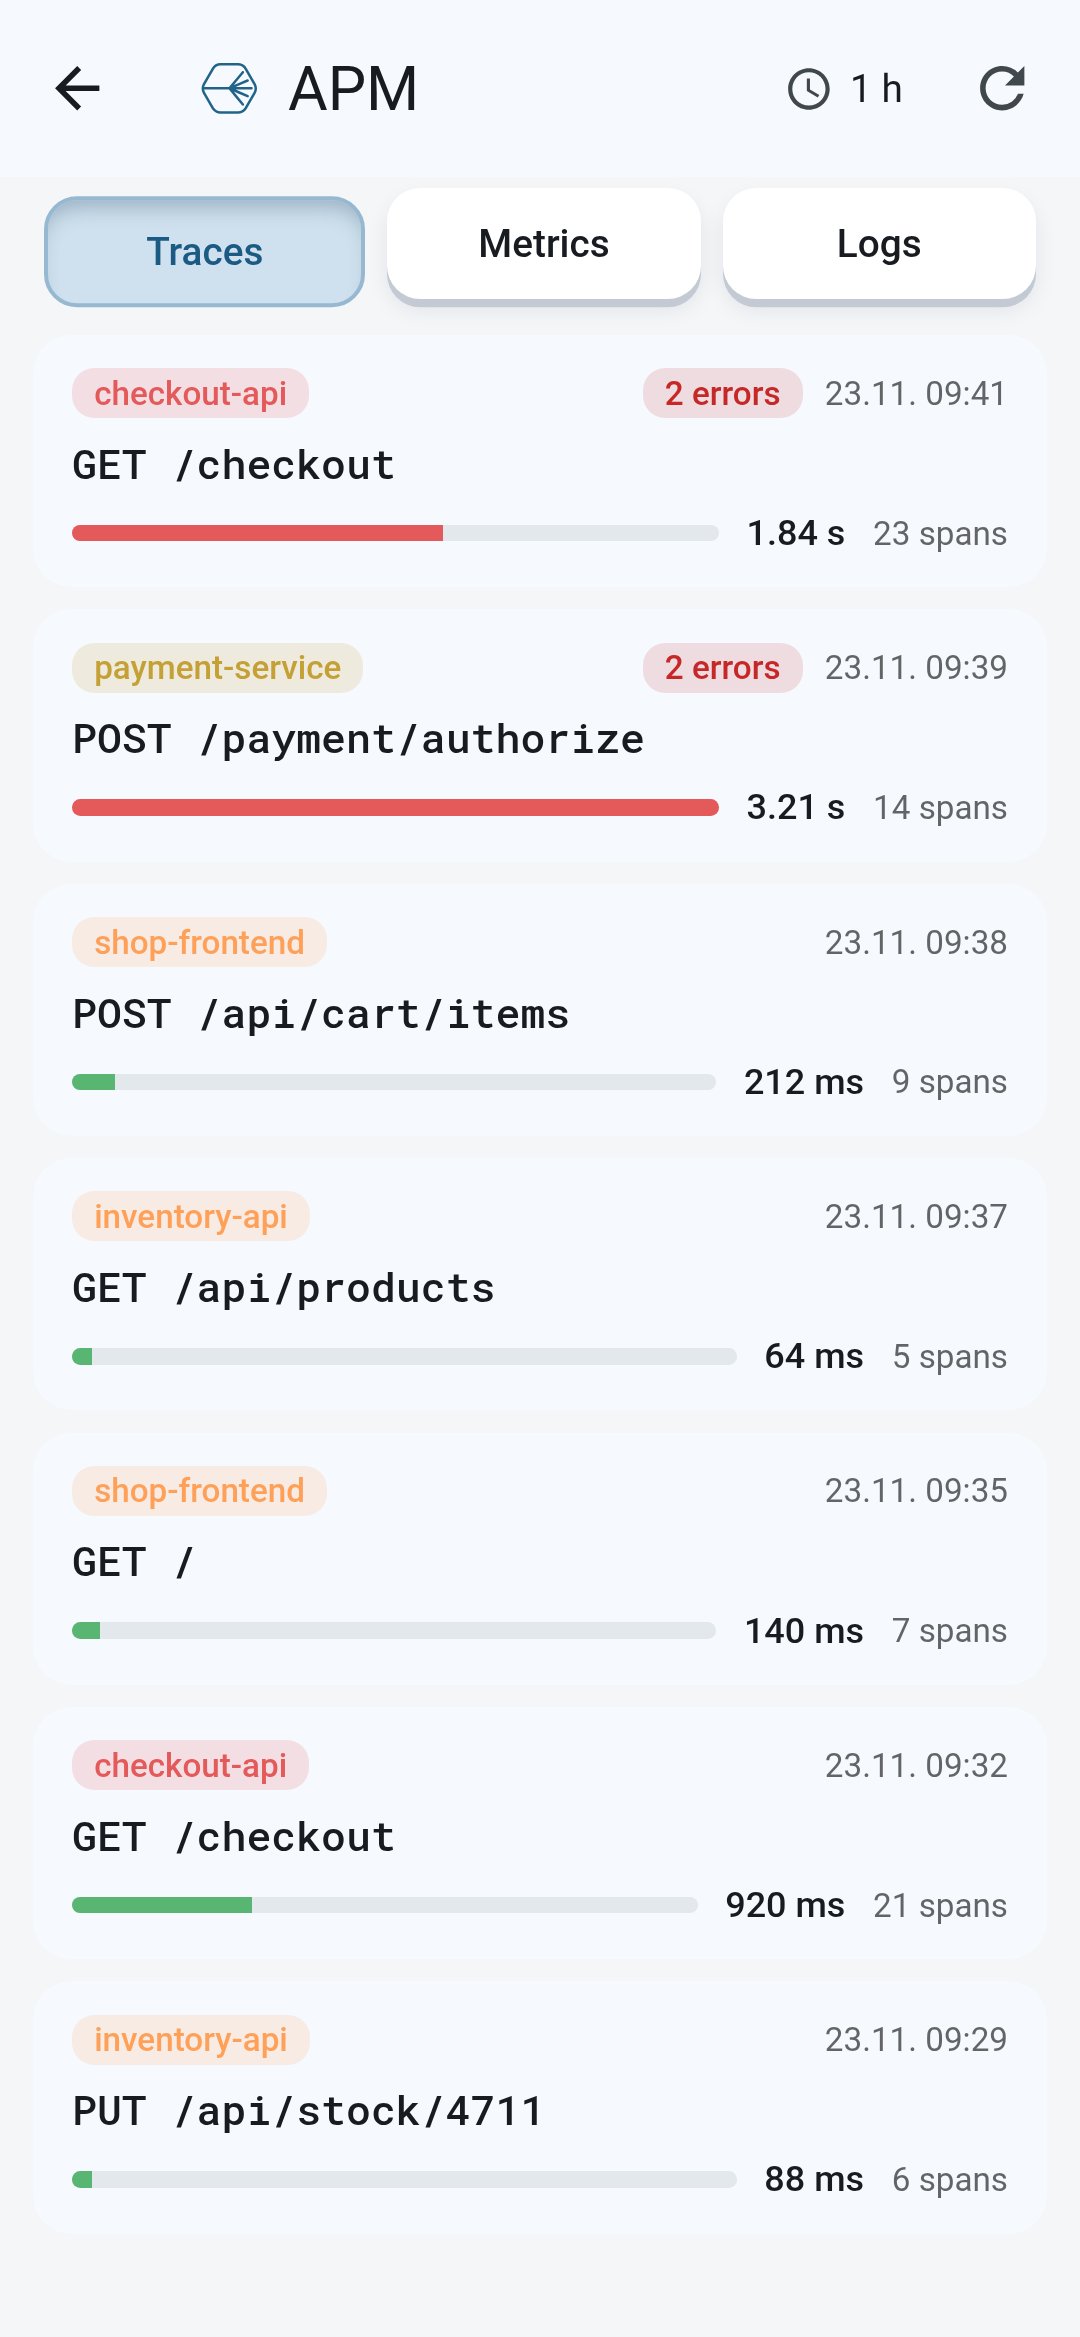 APM 1 h
Traces Metrics Logs
checkout-api 2 errors 23.11. 09:41
GET /checkout
1.84 s 23 spans
payment-service 2 errors 23.11. 09:39
POST /payment/authorize
3.21 s 14 spans
shop-frontend 23.11. 09:38
POST /api/cart/items
212 ms 9 spans
inventory-api 23.11. 09:37
GET /api/products
64 ms 5 spans
shop-frontend 23.11. 09:35
GET /
140 ms 7 spans
checkout-api 23.11. 09:32
GET /checkout
920 ms 21 spans
inventory-api 23.11. 09:29
PUT /api/stock/4711
88 ms 6 spans